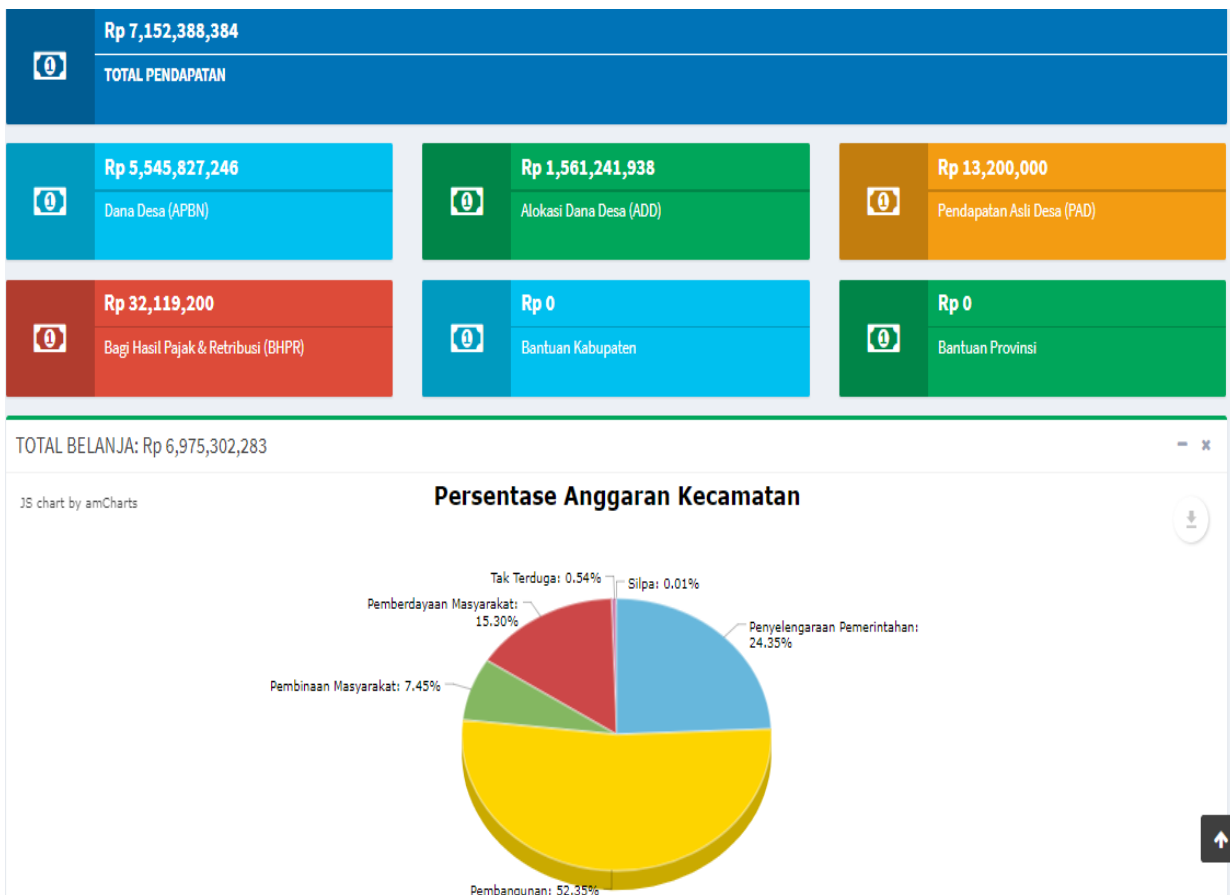 Rp 7,152,388,384
TOTAL PENDAPATAN
Rp 5,545,827,246
Dana Desa (APBN)
Rp 1,561,241,938
Alokasi Dana Desa (ADD)
Rp 13,200,000
Pendapatan Asli Desa (PAD)
Rp 32,119,200
Bagi Hasil Pajak & Retribusi (BHPR)
Rp 0
Bantuan Kabupaten
Rp 0
Bantuan Provinsi
TOTAL BELANJA: Rp 6,975,302,283
JS chart by amCharts
Persentase Anggaran Kecamatan
Tak Terduga: 0.54%
Silpa: 0.01%
Pemberdayaan Masyarakat:
15.30%
Penyelengaraan Pemerintahan:
24.35%
Pembinaan Masyarakat: 7.45%
Pembangunan: 52.35%